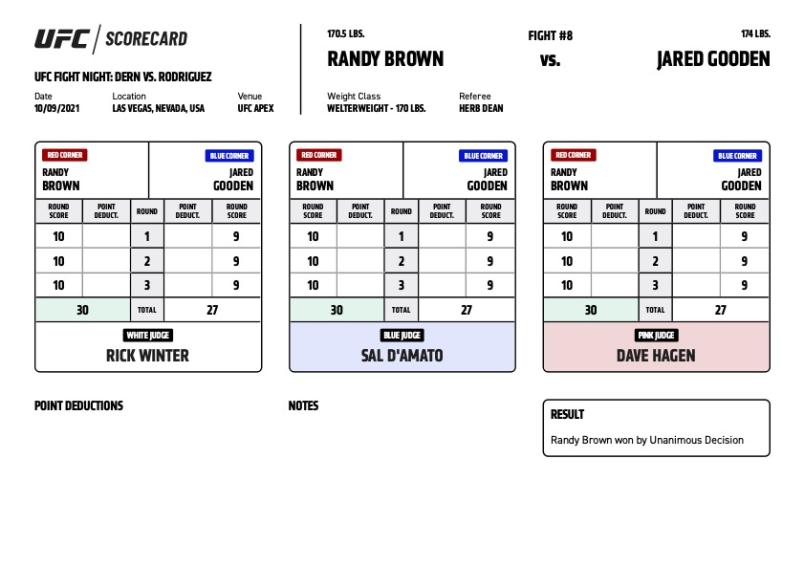 UFC / SCORECARD
UFC FIGHT NIGHT: DERN VS. RODRIGUEZ
Date Location Venue
10/09/2021 LAS VEGAS, NEVADA, USA UFC APEX
170.5 LBS. FIGHT #8 174 LBS.
RANDY BROWN VS. JARED GOODEN
Weight Class Referee
WELTERWEIGHT - 170 LBS. HERB DEAN
RED CORNER BLUE CORNER
RANDY JARED
BROWN GOODEN
ROUND SCORE POINT DEDUCT. ROUND POINT DEDUCT. ROUND SCORE
10 1 9
10 2 9
10 3 9
30 TOTAL 27
WHITE JUDGE
RICK WINTER
RED CORNER BLUE CORNER
RANDY JARED
BROWN GOODEN
ROUND SCORE POINT DEDUCT. ROUND POINT DEDUCT. ROUND SCORE
10 1 9
10 2 9
10 3 9
30 TOTAL 27
BLUE JUDGE
SAL D'AMATO
RED CORNER BLUE CORNER
RANDY JARED
BROWN GOODEN
ROUND SCORE POINT DEDUCT. ROUND POINT DEDUCT. ROUND SCORE
10 1 9
10 2 9
10 3 9
30 TOTAL 27
PINK JUDGE
DAVE HAGEN
POINT DEDUCTIONS
NOTES
RESULT
Randy Brown won by Unanimous Decision